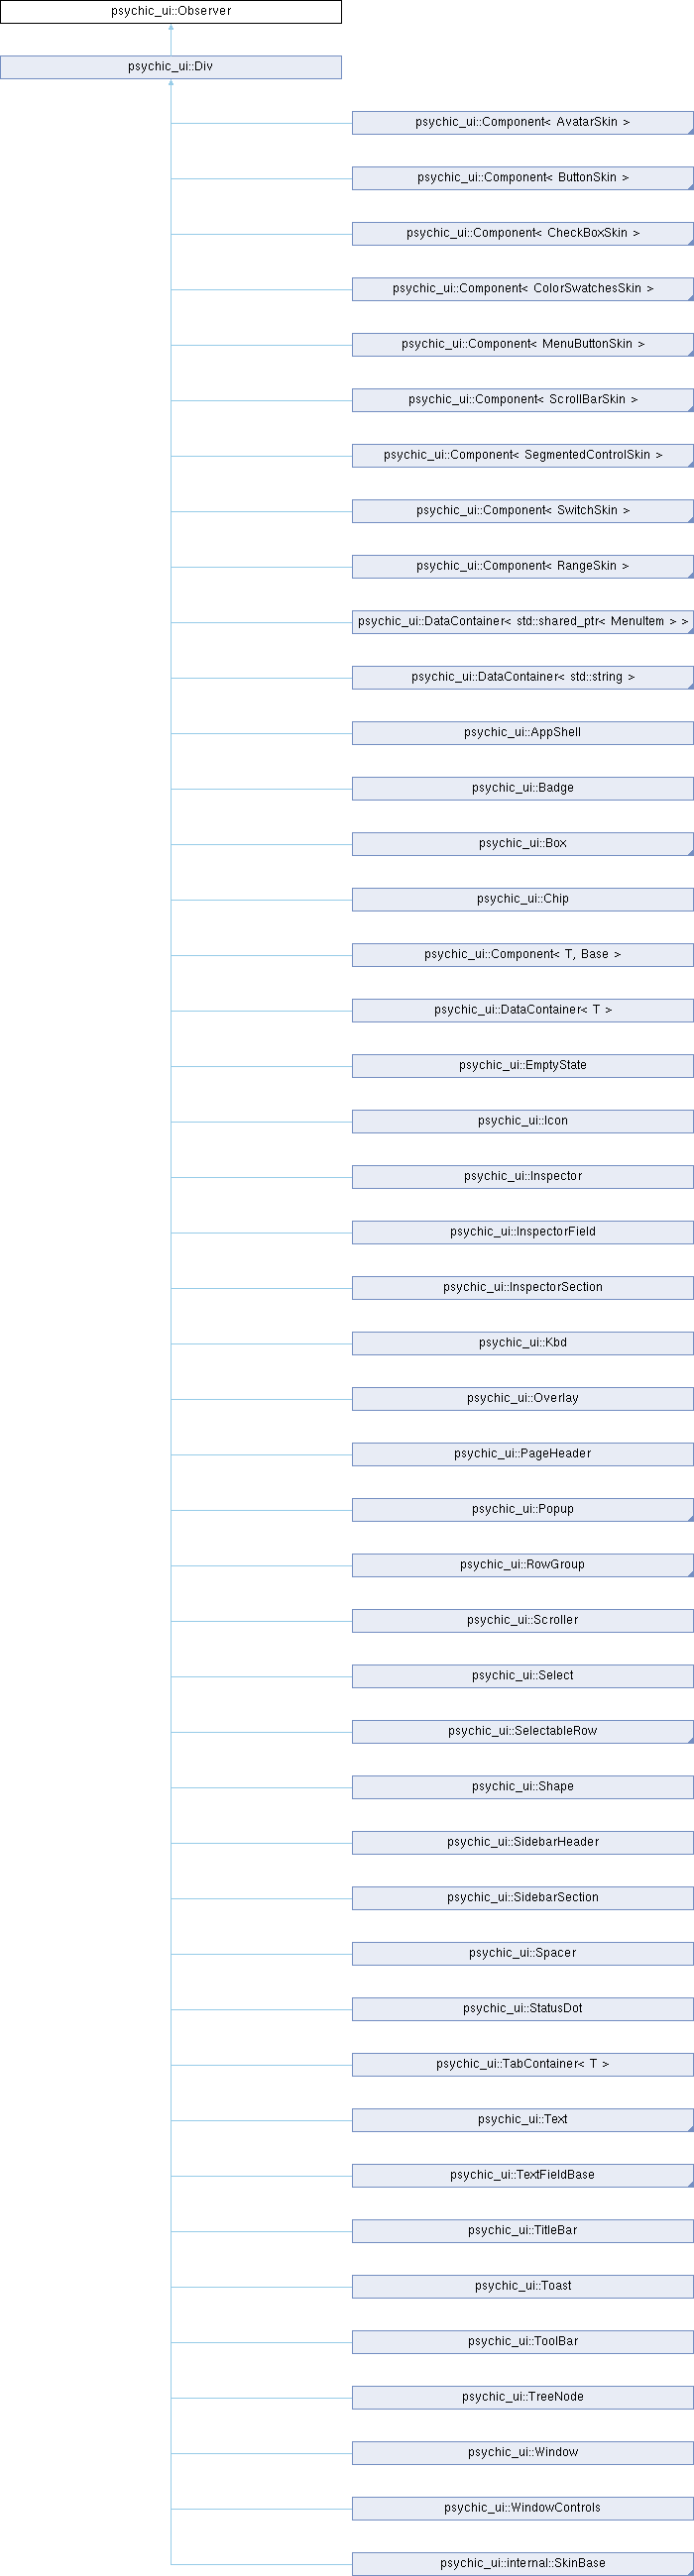 psychic_ui::Observer
psychic_ui::Div
psychic_ui::Component< AvatarSkin >
psychic_ui::Component< ButtonSkin >
psychic_ui::Component< CheckBoxSkin >
psychic_ui::Component< ColorSwatchesSkin >
psychic_ui::Component< MenuButtonSkin >
psychic_ui::Component< ScrollBarSkin >
psychic_ui::Component< SegmentedControlSkin >
psychic_ui::Component< SwitchSkin >
psychic_ui::Component< RangeSkin >
psychic_ui::DataContainer< std::shared_ptr< MenuItem > >
psychic_ui::DataContainer< std::string >
psychic_ui::AppShell
psychic_ui::Badge
psychic_ui::Box
psychic_ui::Chip
psychic_ui::Component< T, Base >
psychic_ui::DataContainer< T >
psychic_ui::EmptyState
psychic_ui::Icon
psychic_ui::Inspector
psychic_ui::InspectorField
psychic_ui::InspectorSection
psychic_ui::Kbd
psychic_ui::Overlay
psychic_ui::PageHeader
psychic_ui::Popup
psychic_ui::RowGroup
psychic_ui::Scroller
psychic_ui::Select
psychic_ui::SelectableRow
psychic_ui::Shape
psychic_ui::SidebarHeader
psychic_ui::SidebarSection
psychic_ui::Spacer
psychic_ui::StatusDot
psychic_ui::TabContainer< T >
psychic_ui::Text
psychic_ui::TextFieldBase
psychic_ui::TitleBar
psychic_ui::Toast
psychic_ui::ToolBar
psychic_ui::TreeNode
psychic_ui::Window
psychic_ui::WindowControls
psychic_ui::internal::SkinBase